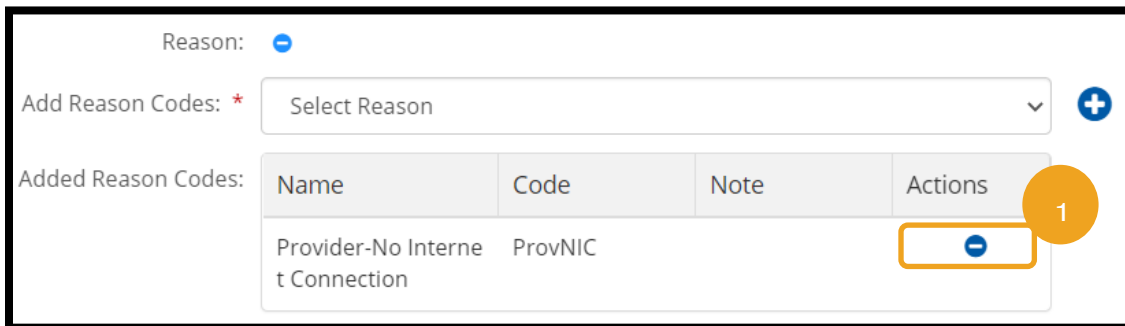 Reason:
Add Reason Codes: * Select Reason
Added Reason Codes: Name Code Note Actions
1
Provider-No Interne ProvNIC
t Connection